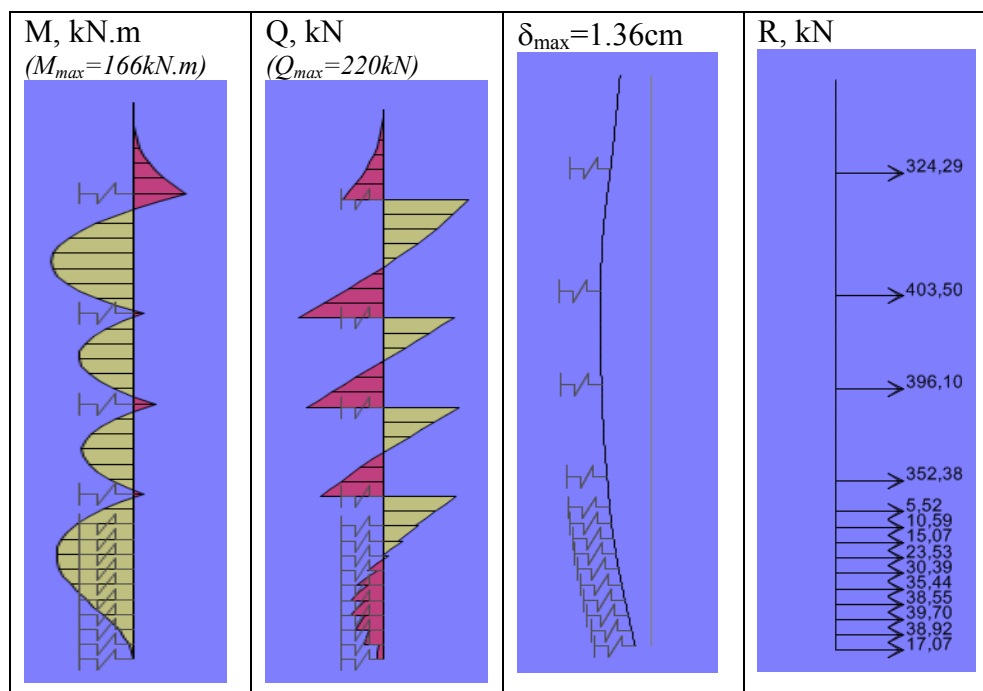 M, kN.m
(Mmax=166kN.m)
Q, kN
(Qmax=220kN)
δmax=1.36cm
R, kN
324,29
403,50
396,10
352,38
5,52
10,59
15,07
23,53
30,39
35,44
38,55
39,70
38,92
17,07